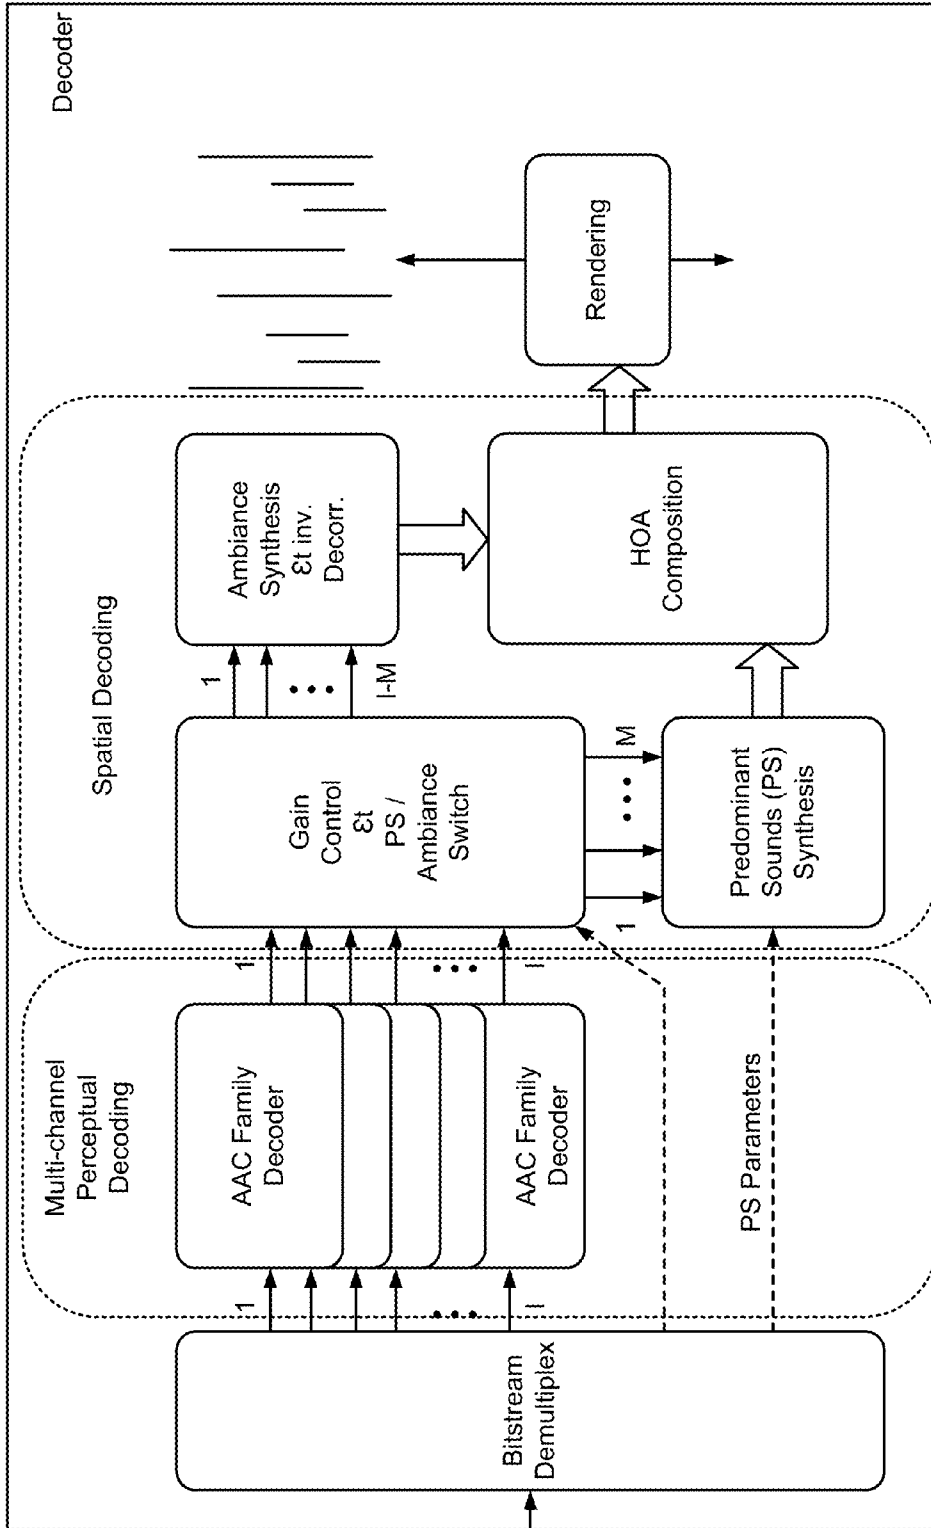 Decoder
Spatial Decoding
Multi-channel
Perceptual
Decoding
Bitstream
Demultiplex
1
I
AAC Family
Decoder
AAC Family
Decoder
1
I
PS Parameters
Gain
Control
&
PS /
Ambiance
Switch
1
I-M
1
M
Ambiance
Synthesis
& inv.
Decorr.
Predominant
Sounds (PS)
Synthesis
HOA
Composition
Rendering